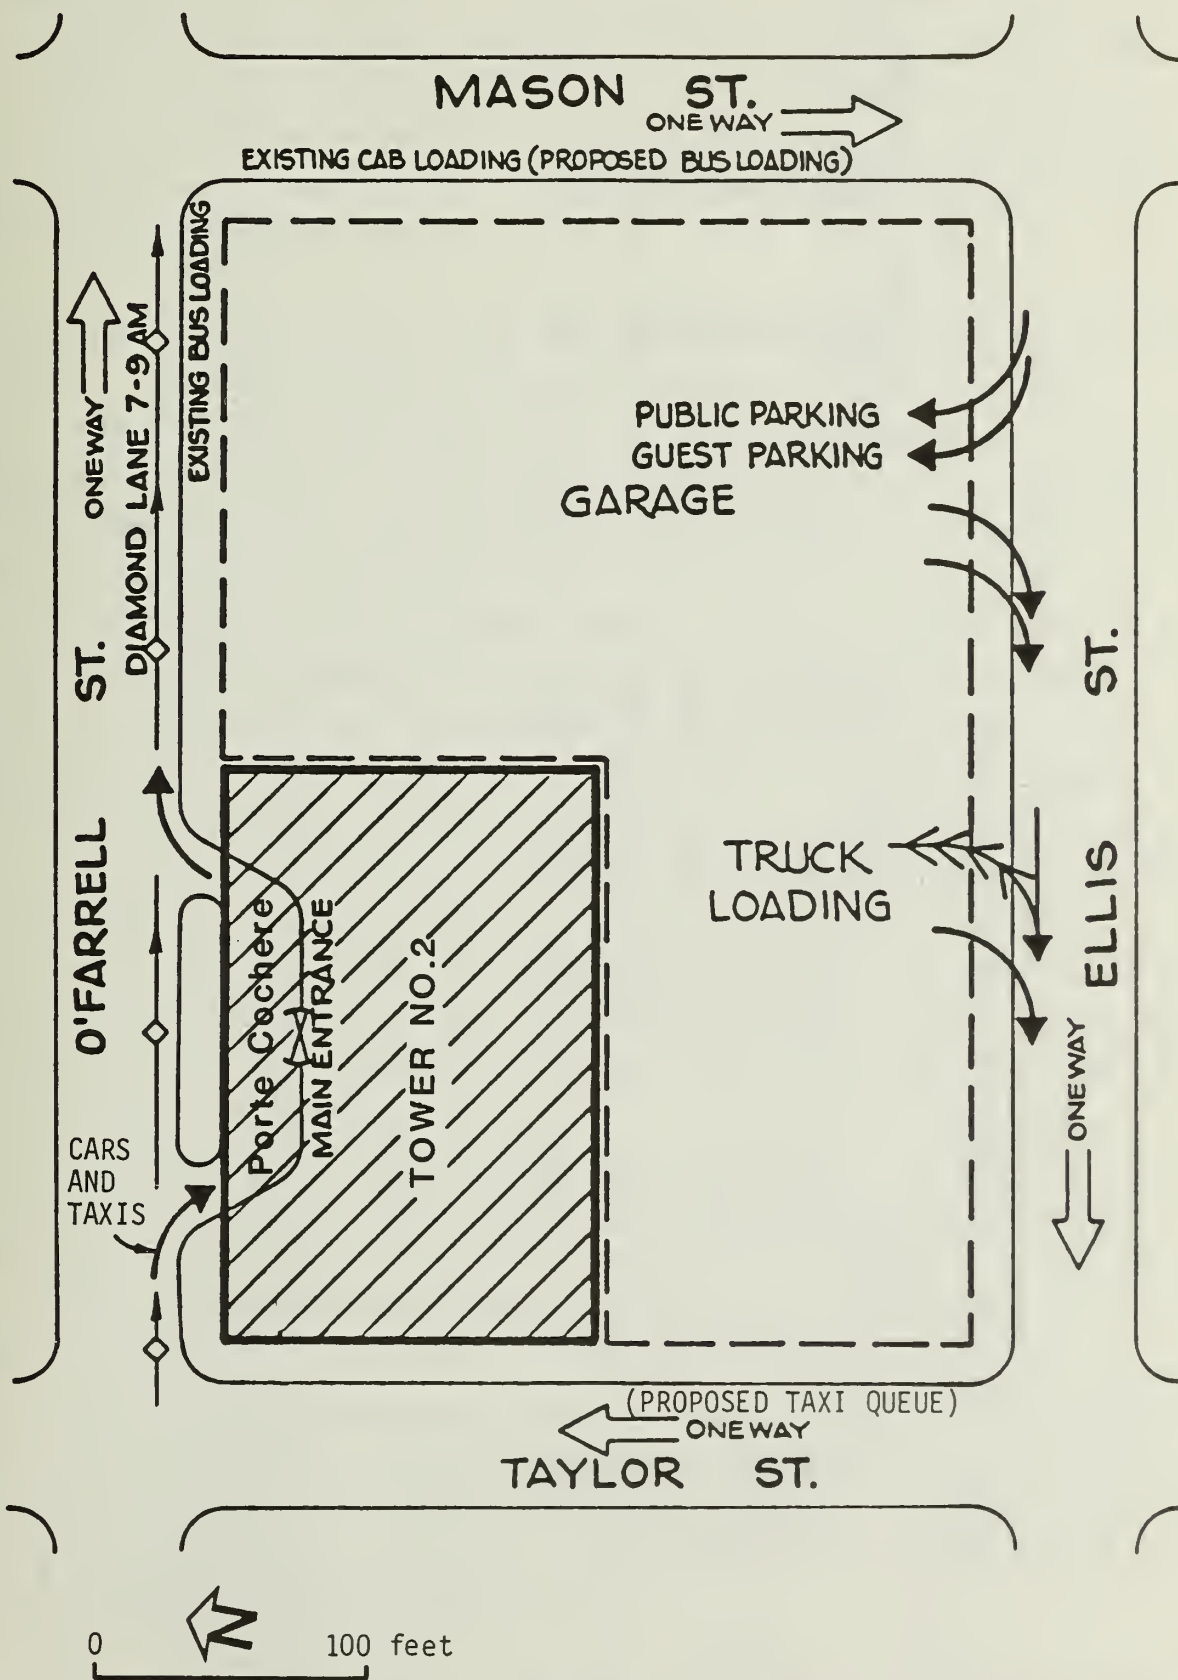 MASON ST.
ONE WAY
EXISTING CAB LOADING (PROPOSED BUS LOADING)
EXISTING BUS LOADING
DIAMOND LANE 7-9 AM
ONEWAY
O'FARRELL ST.
PUBLIC PARKING
GUEST PARKING
GARAGE
TRUCK
LOADING
ELLIS ST.
ONEWAY
Porte Cochere
MAIN ENTRANCE
TOWER NO.2
CARS
AND
TAXIS
(PROPOSED TAXI QUEUE)
ONEWAY
TAYLOR ST.
N
0 100 feet